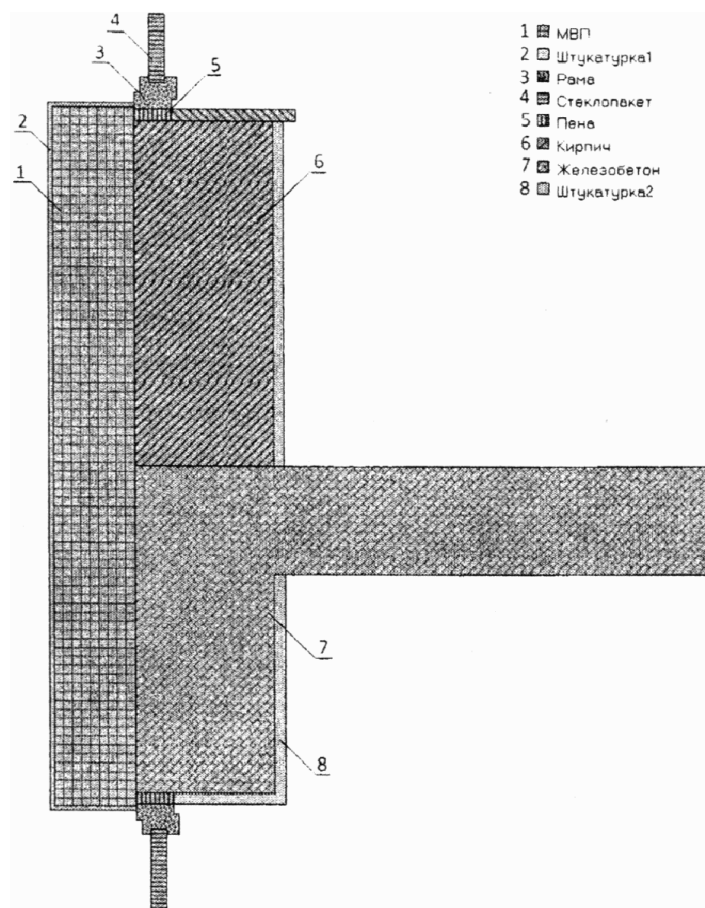 4
3
5
2
1
6
7
8
1 МВП
2 Штукатурка1
3 Рама
4 Стеклопакет
5 Пена
6 Кирпич
7 Железобетон
8 Штукатурка2